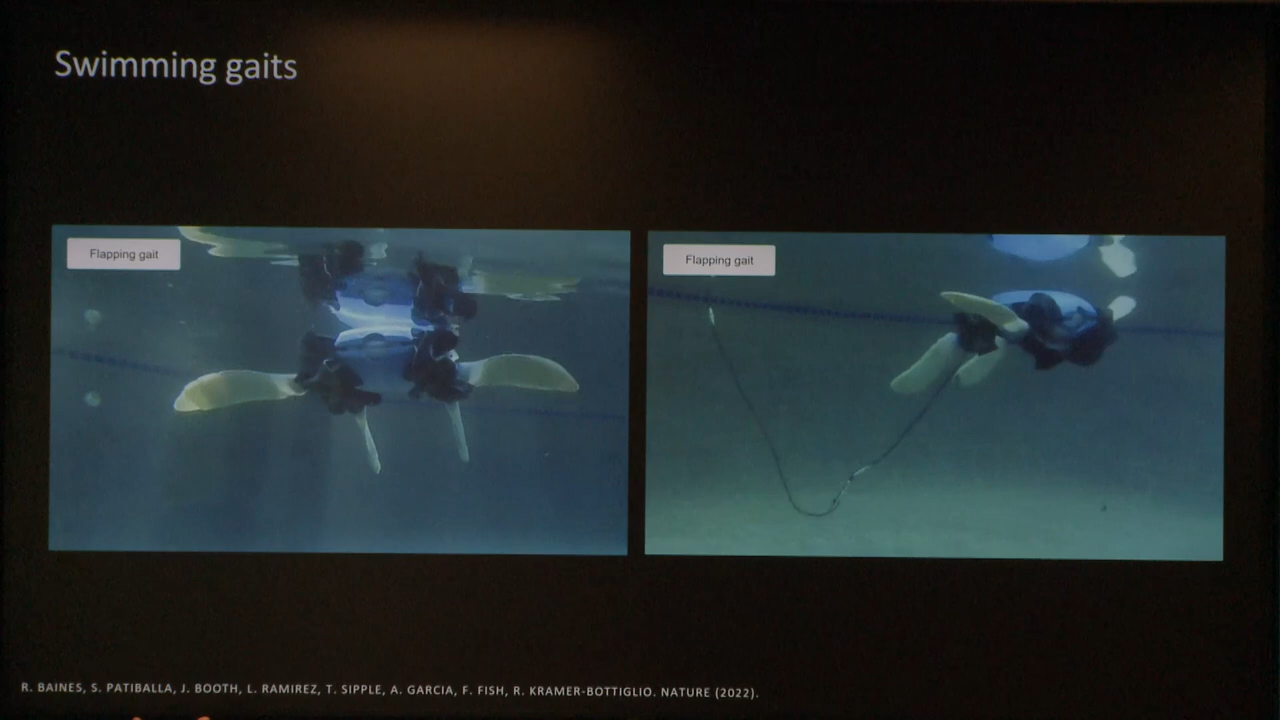 Swimming gaits
Flapping gait
Flapping gait
R. BAINES, S. PATIBALLA, J. BOOTH, L. RAMIREZ, T. SIPPLE, A. GARCIA, F. FISH, R. KRAMER-BOTTIGLIO. NATURE (2022).